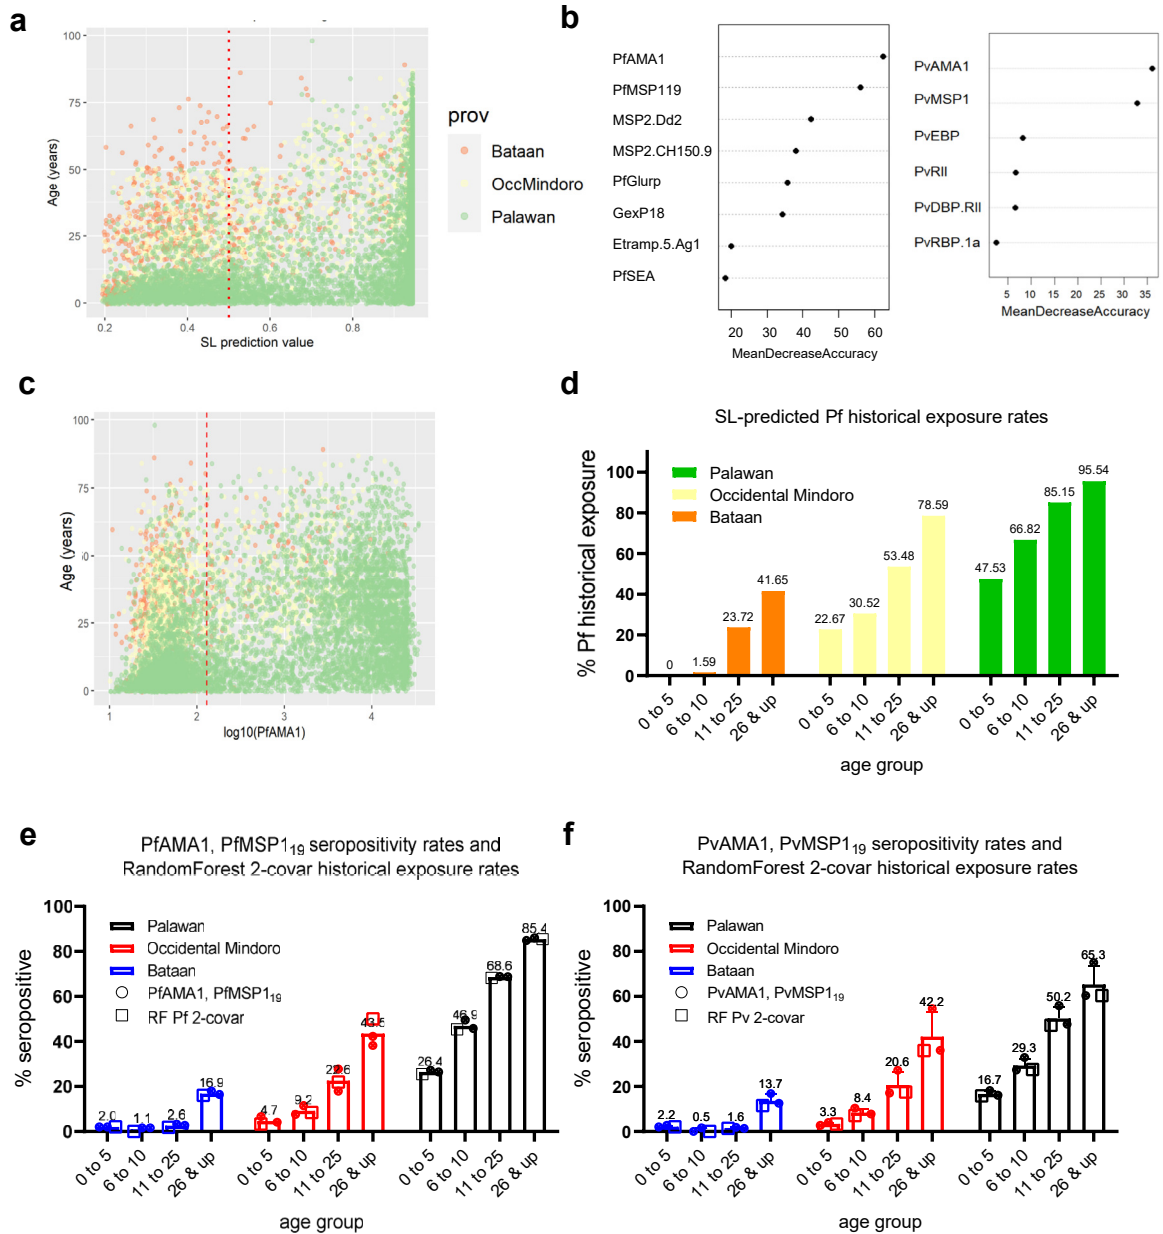 a
100
75
50
25
0
Age (years)
0.2
0.4
0.6
0.8
SL prediction value
prov
Bataan
OccMindoro
Palawan
b
PfAMA1
PfMSP119
MSP2.Dd2
MSP2.CH150.9
PfGlurp
GexP18
Etramp.5.Ag1
PfSEA
20
30
40
50
60
MeanDecreaseAccuracy
PvAMA1
PvMSP1
PvEBP
PvRII
PvDBP.RII
PvRBP.1a
5
10
15
20
25
30
35
MeanDecreaseAccuracy
c
100
75
50
25
0
Age (years)
1
2
3
4
log10(PfAMA1)
d
SL-predicted Pf historical exposure rates
% Pf historical exposure
100
80
60
40
20
0
Palawan
Occidental Mindoro
Bataan
0
1.59
23.72
41.65
22.67
30.52
53.48
78.59
47.53
66.82
85.15
95.54
0 to 5
6 to 10
11 to 25
26 & up
0 to 5
6 to 10
11 to 25
26 & up
0 to 5
6 to 10
11 to 25
26 & up
age group
e
PfAMA1, PfMSP1₁₉ seropositivity rates and
RandomForest 2-covar historical exposure rates
% seropositive
100
80
60
40
20
0
Palawan
Occidental Mindoro
Bataan
PfAMA1, PfMSP1₁₉
RF Pf 2-covar
2.0
1.1
2.6
16.9
4.7
9.2
43.5
26.4
46.9
68.6
85.4
0 to 5
6 to 10
11 to 25
26 & up
0 to 5
6 to 10
11 to 25
26 & up
0 to 5
6 to 10
11 to 25
26 & up
age group
f
PvAMA1, PvMSP1₁₉ seropositivity rates and
RandomForest 2-covar historical exposure rates
% seropositive
100
80
60
40
20
0
Palawan
Occidental Mindoro
Bataan
PvAMA1, PvMSP1₁₉
RF Pv 2-covar
2.2
0.5
1.6
13.7
3.3
8.4
20.6
42.2
16.7
29.3
50.2
65.3
0 to 5
6 to 10
11 to 25
26 & up
0 to 5
6 to 10
11 to 25
26 & up
0 to 5
6 to 10
11 to 25
26 & up
age group